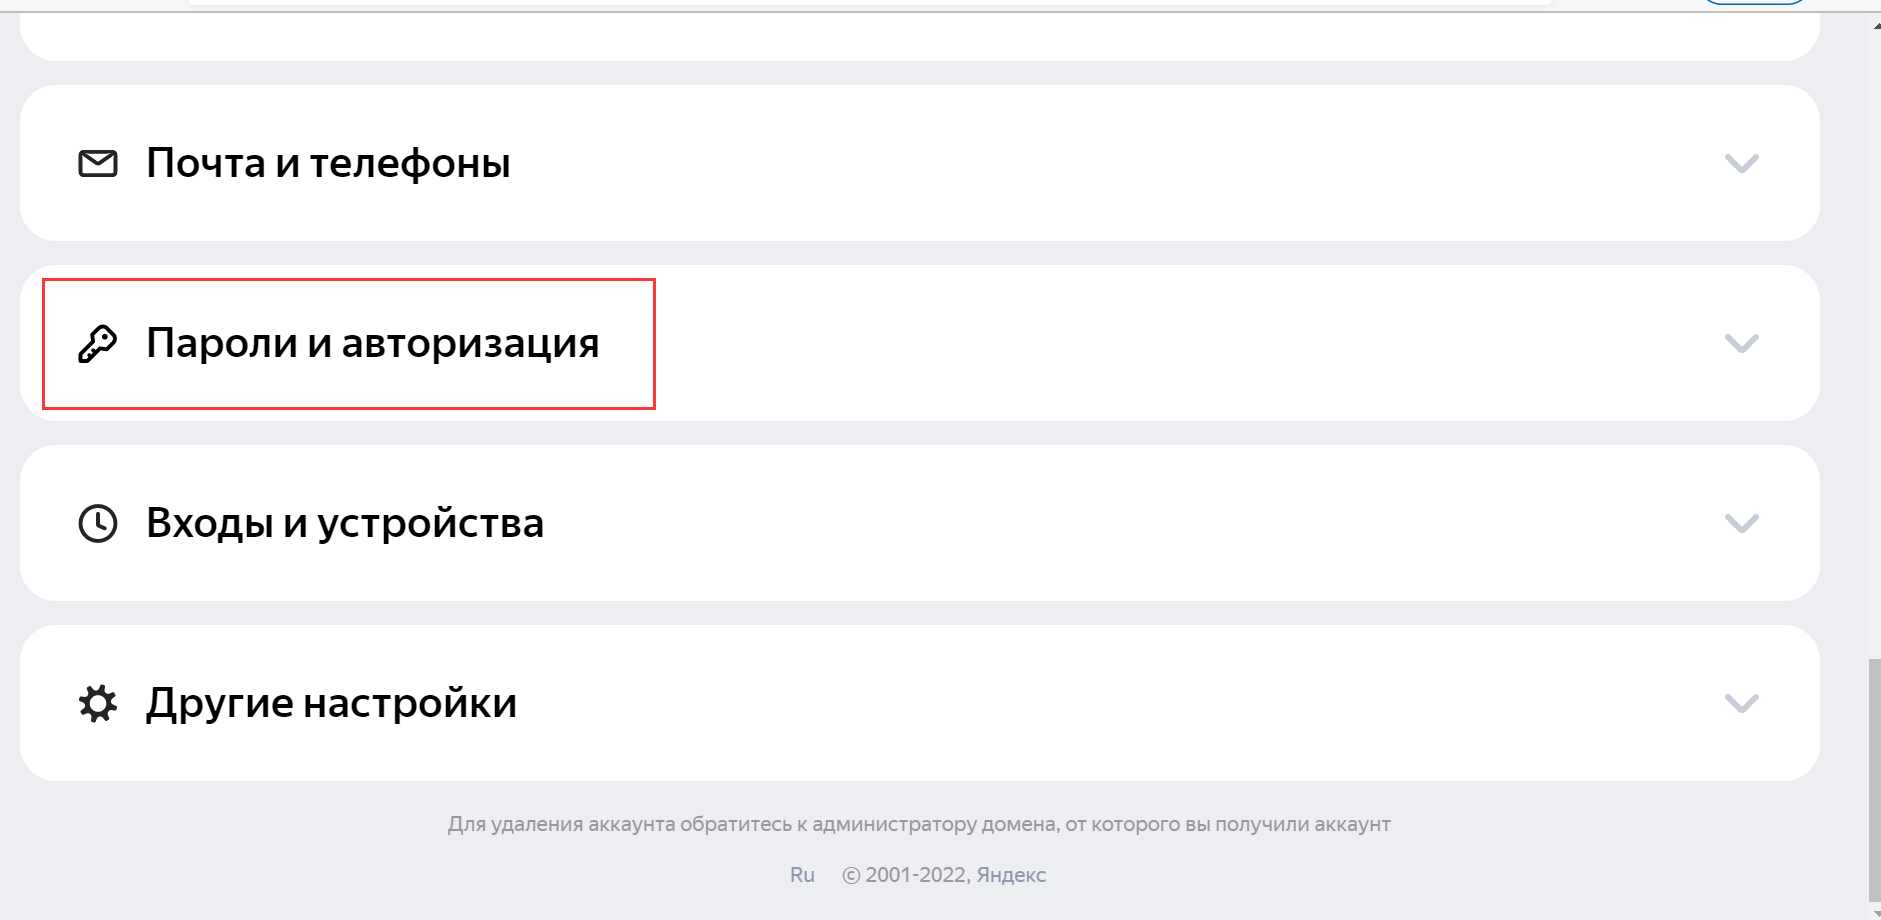 Почта и телефоны
Пароли и авторизация
Входы и устройства
Другие настройки
Для удаления аккаунта обратитесь к администратору домена, от которого вы получили аккаунт
Ru © 2001-2022, Яндекс